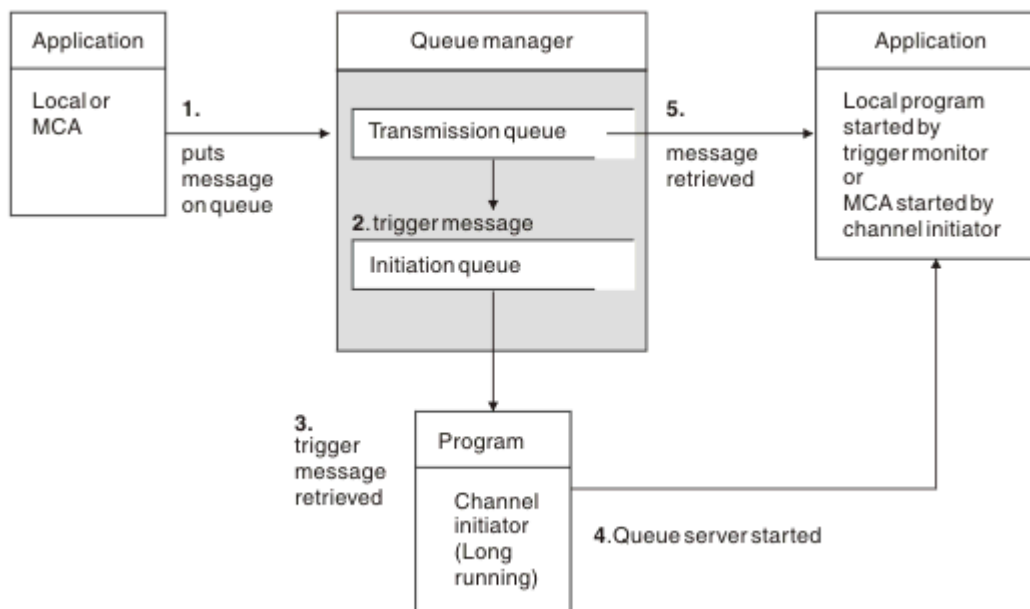 Application
Local or
MCA
1.
puts
message
on queue
Queue manager
Transmission queue
2. trigger message
Initiation queue
5.
message
retrieved
Application
Local program
started by
trigger monitor
or
MCA started by
channel initiator
3.
trigger
message
retrieved
Program
Channel
initiator
(Long
running)
4. Queue server started